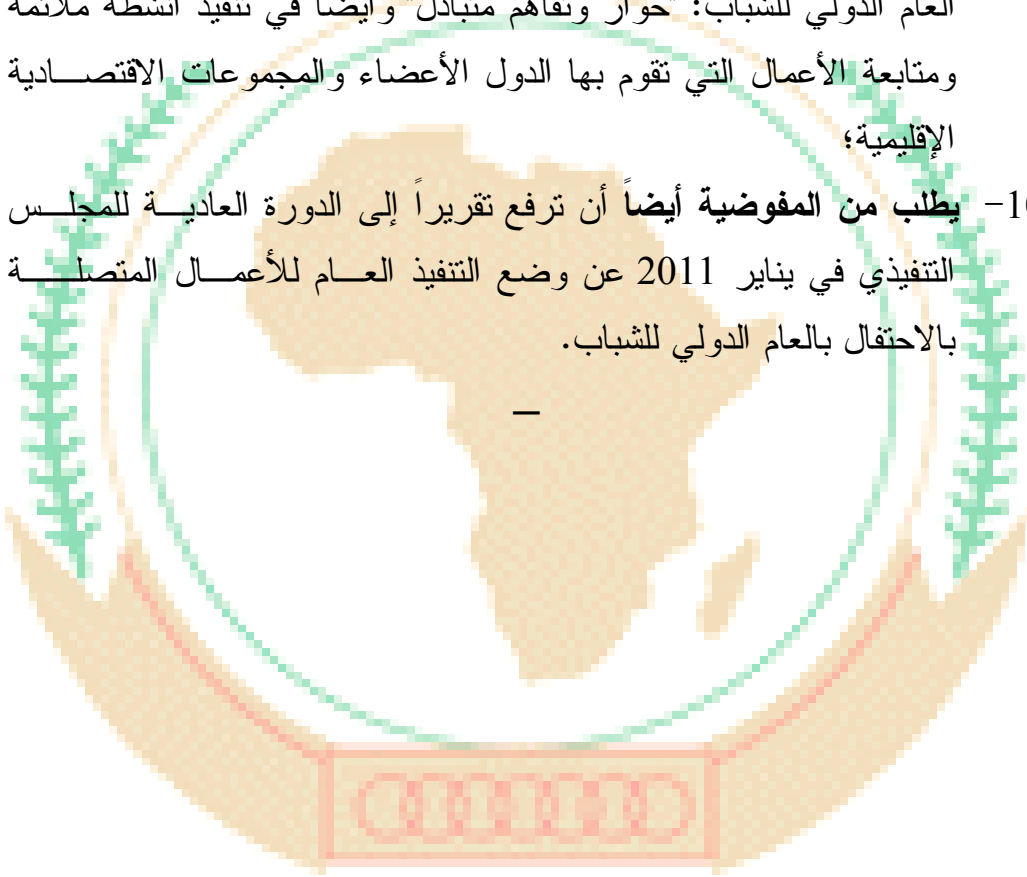 العام الدولي للشباب: "حوار وتفاهم متبادل" وأيضا في تنفيذ أنشطة ملائمة
ومتابعة الأعمال التي تقوم بها الدول الأعضاء والمجموعات الاقتصادية
الإقليمية؛
يطلب من المفوضية أيضاً أن ترفع تقريراً إلى الدورة العادية للمجلس
التنفيذي في يناير 2011 عن وضع التنفيذ العام للأعمال المتصلة
بالاحتفال بالعام الدولي للشباب.